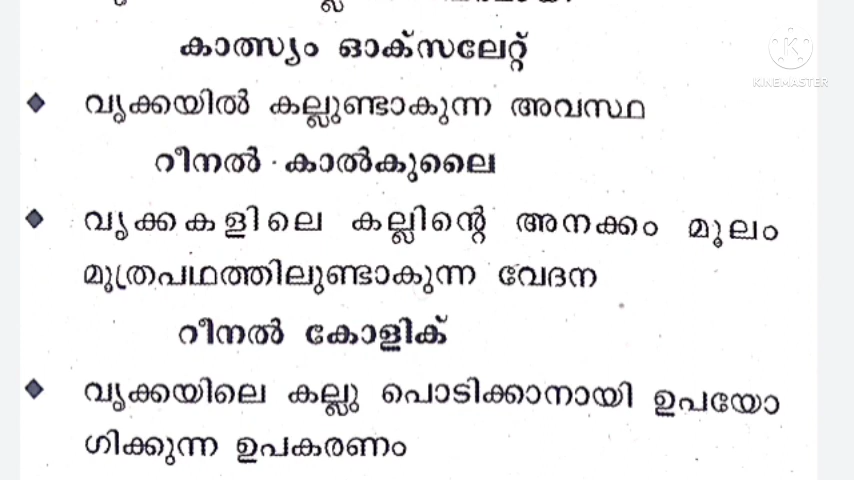 കാത്സ്യം ഓക്സലേറ്റ്
വൃക്കയിൽ കല്ലുണ്ടാകുന്ന അവസ്ഥ
റീനൽ കാൽകുലൈ
വൃക്കകളിലെ കല്ലിന്റെ അനക്കം മൂലം
മൂത്രപഥത്തിലുണ്ടാകുന്ന വേദന
റീനൽ കോളിക്
വൃക്കയിലെ കല്ലു പൊടിക്കാനായി ഉപയോ
ഗിക്കുന്ന ഉപകരണം
KINEMASTER